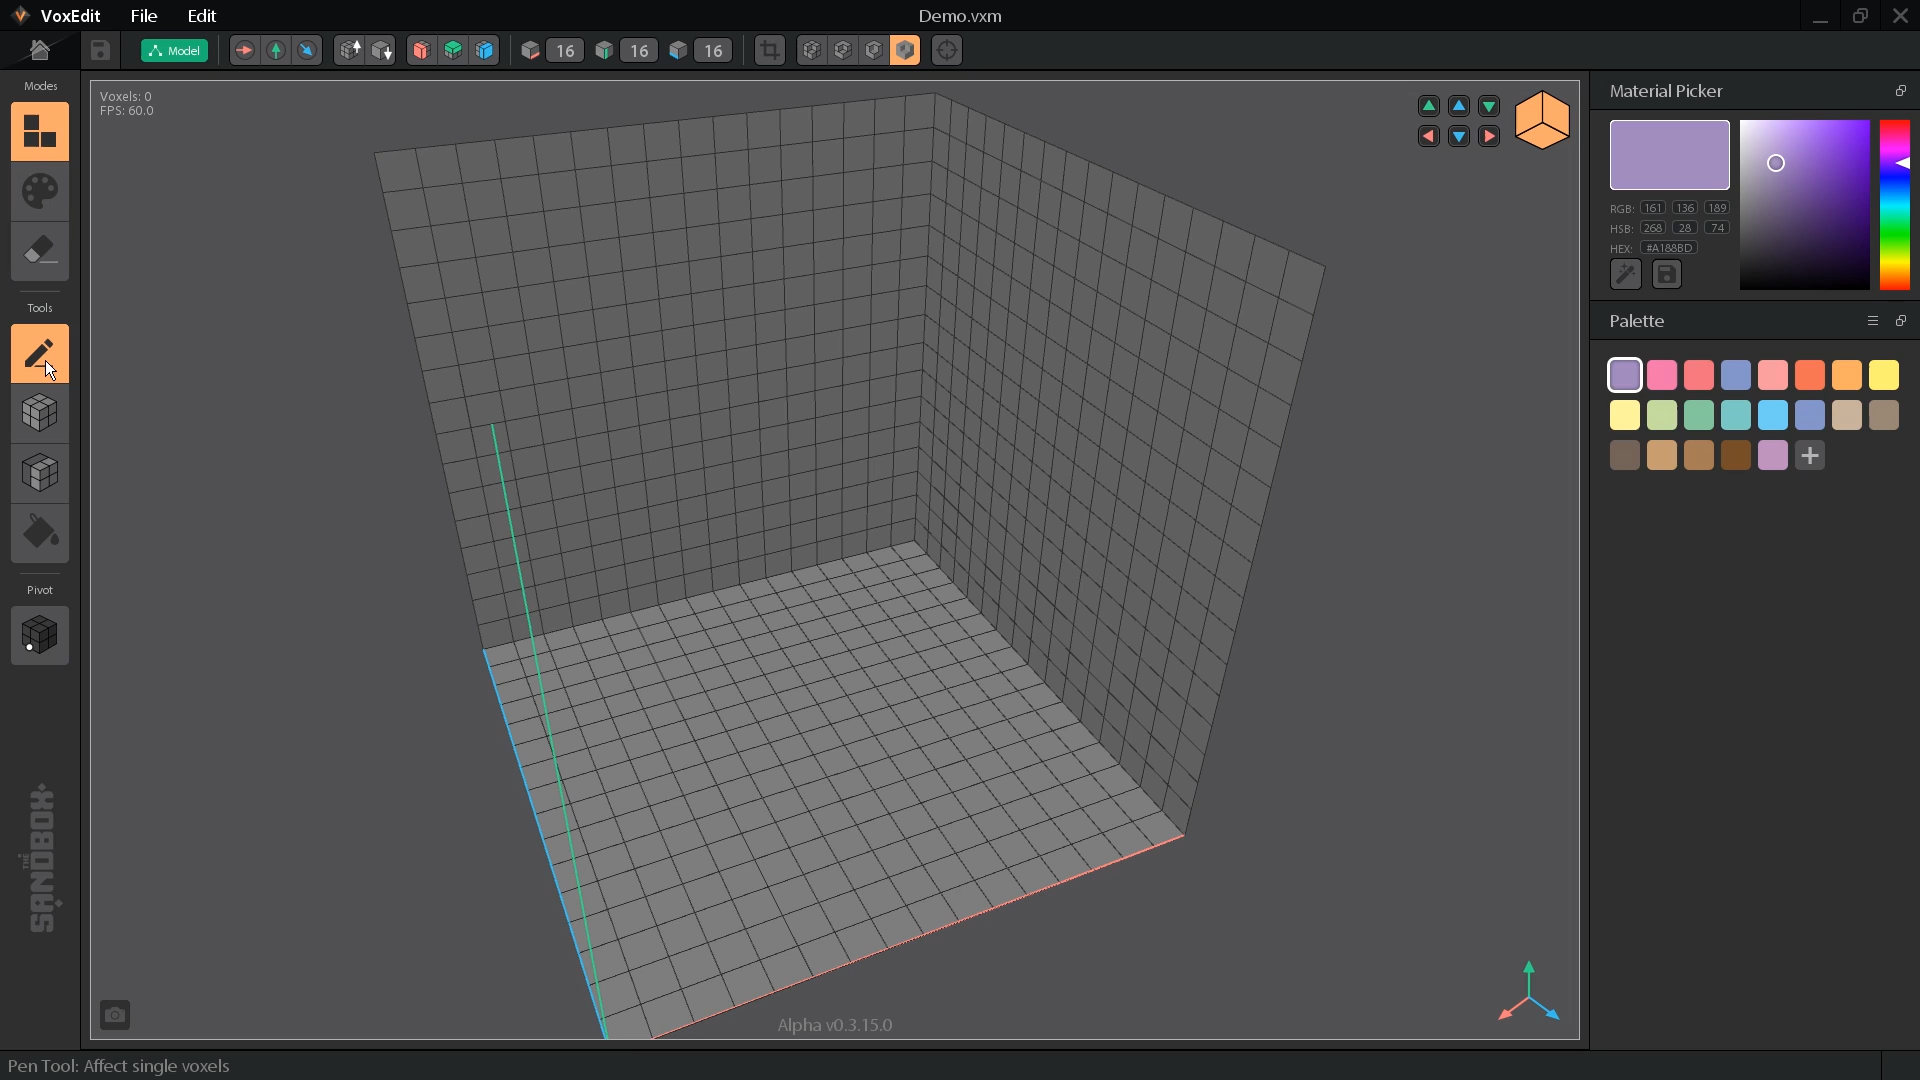 VoxEdit File Edit Demo.vxm
Model 16 16 16
Modes
Voxels: 0
FPS: 60.0
Material Picker
RGB: 161 136 189
HSB: 268 28 74
HEX: #A188BD
Tools
Palette
Pivot
THE SANDBOX
Alpha v0.3.15.0
Pen Tool: Affect single voxels